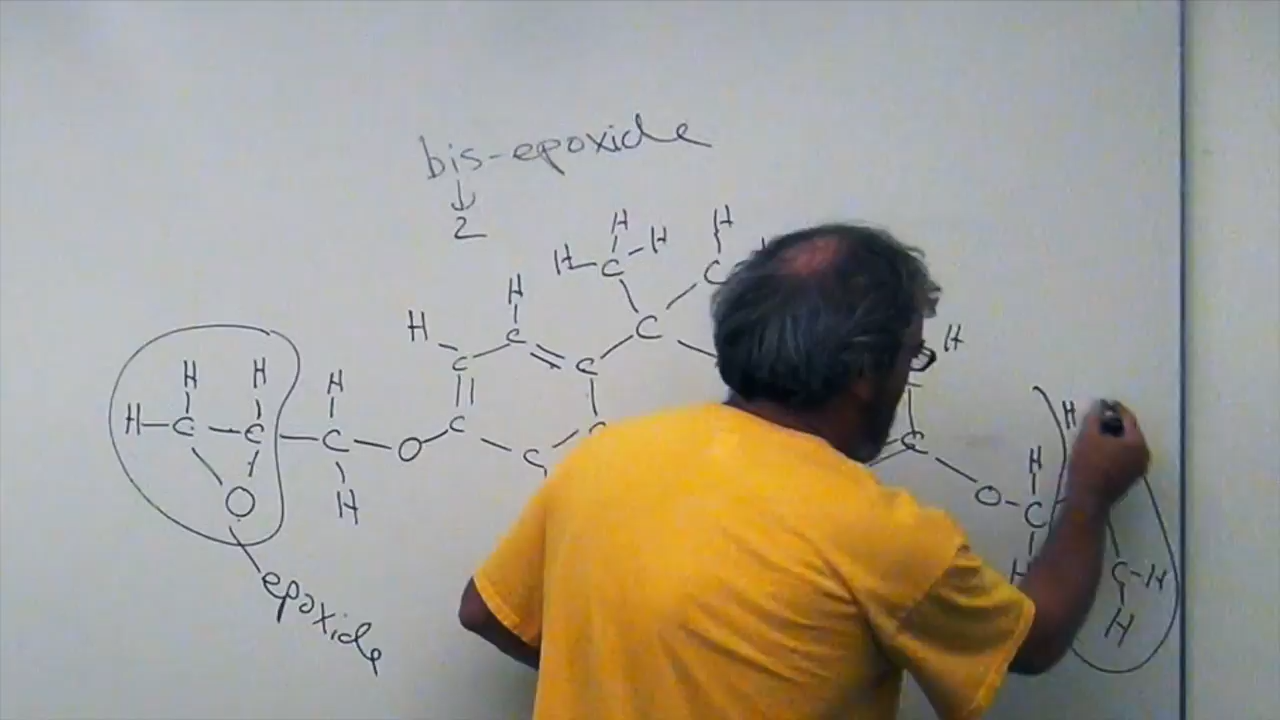 bis-epoxide
↓
2
H H
H C H C
H H C H
H H H C C C
H C C C O C C O C
O H C
epoxide H C-H
H